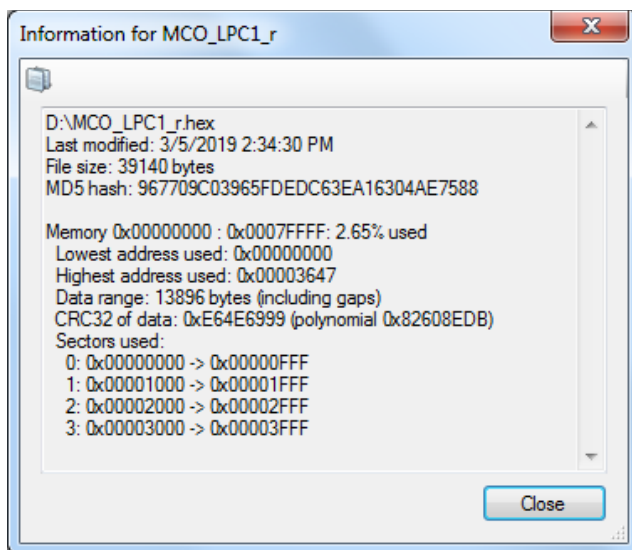 Information for MCO_LPC1_r
D:\MCO_LPC1_r.hex
Last modified: 3/5/2019 2:34:30 PM
File size: 39140 bytes
MD5 hash: 967709C03965FDEDC63EA16304AE7588
Memory 0x00000000 : 0x0007FFFF: 2.65% used
Lowest address used: 0x00000000
Highest address used: 0x00003647
Data range: 13896 bytes (including gaps)
CRC32 of data: 0xE64E6999 (polynomial 0x82608EDB)
Sectors used:
0: 0x00000000 -> 0x00000FFF
1: 0x00001000 -> 0x00001FFF
2: 0x00002000 -> 0x00002FFF
3: 0x00003000 -> 0x00003FFF
Close